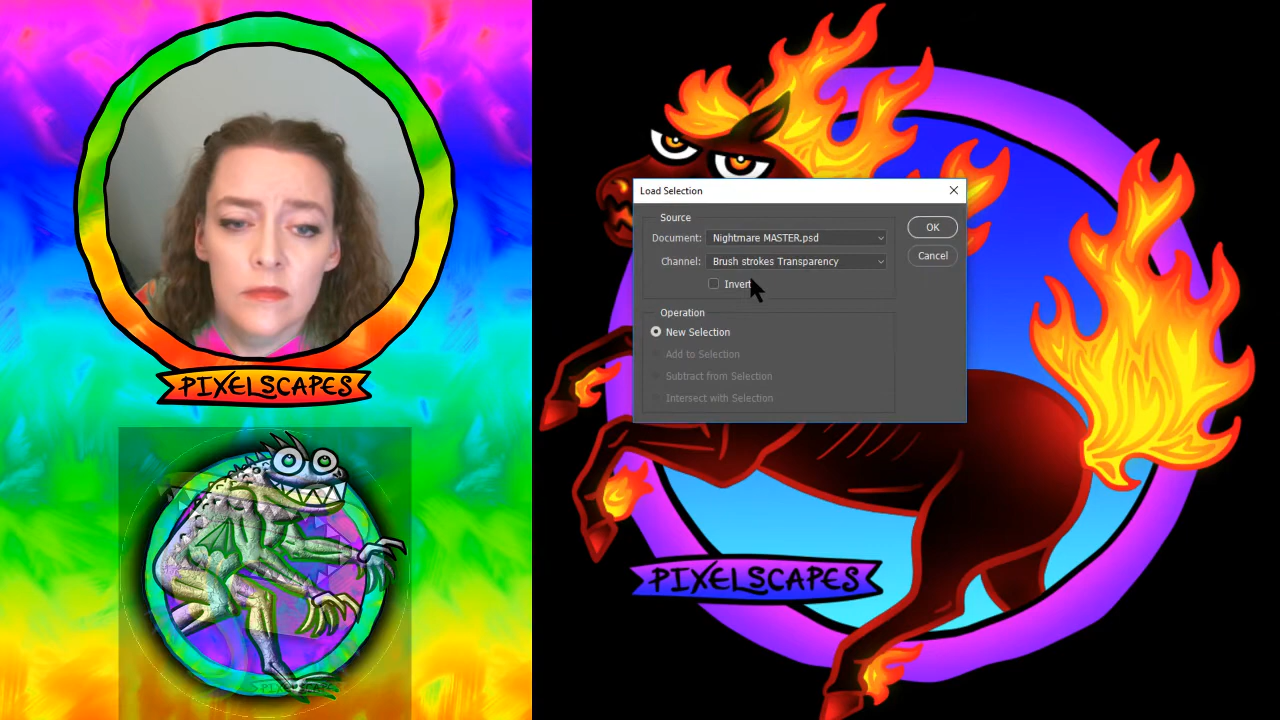 PIXELSCAPES
PIXELSCAPES
Load Selection
Source
Document: Nightmare MASTER.psd
Channel: Brush strokes Transparency
Invert
OK
Cancel
Operation
New Selection
Add to Selection
Subtract from Selection
Intersect with Selection
PIXELSCAPES